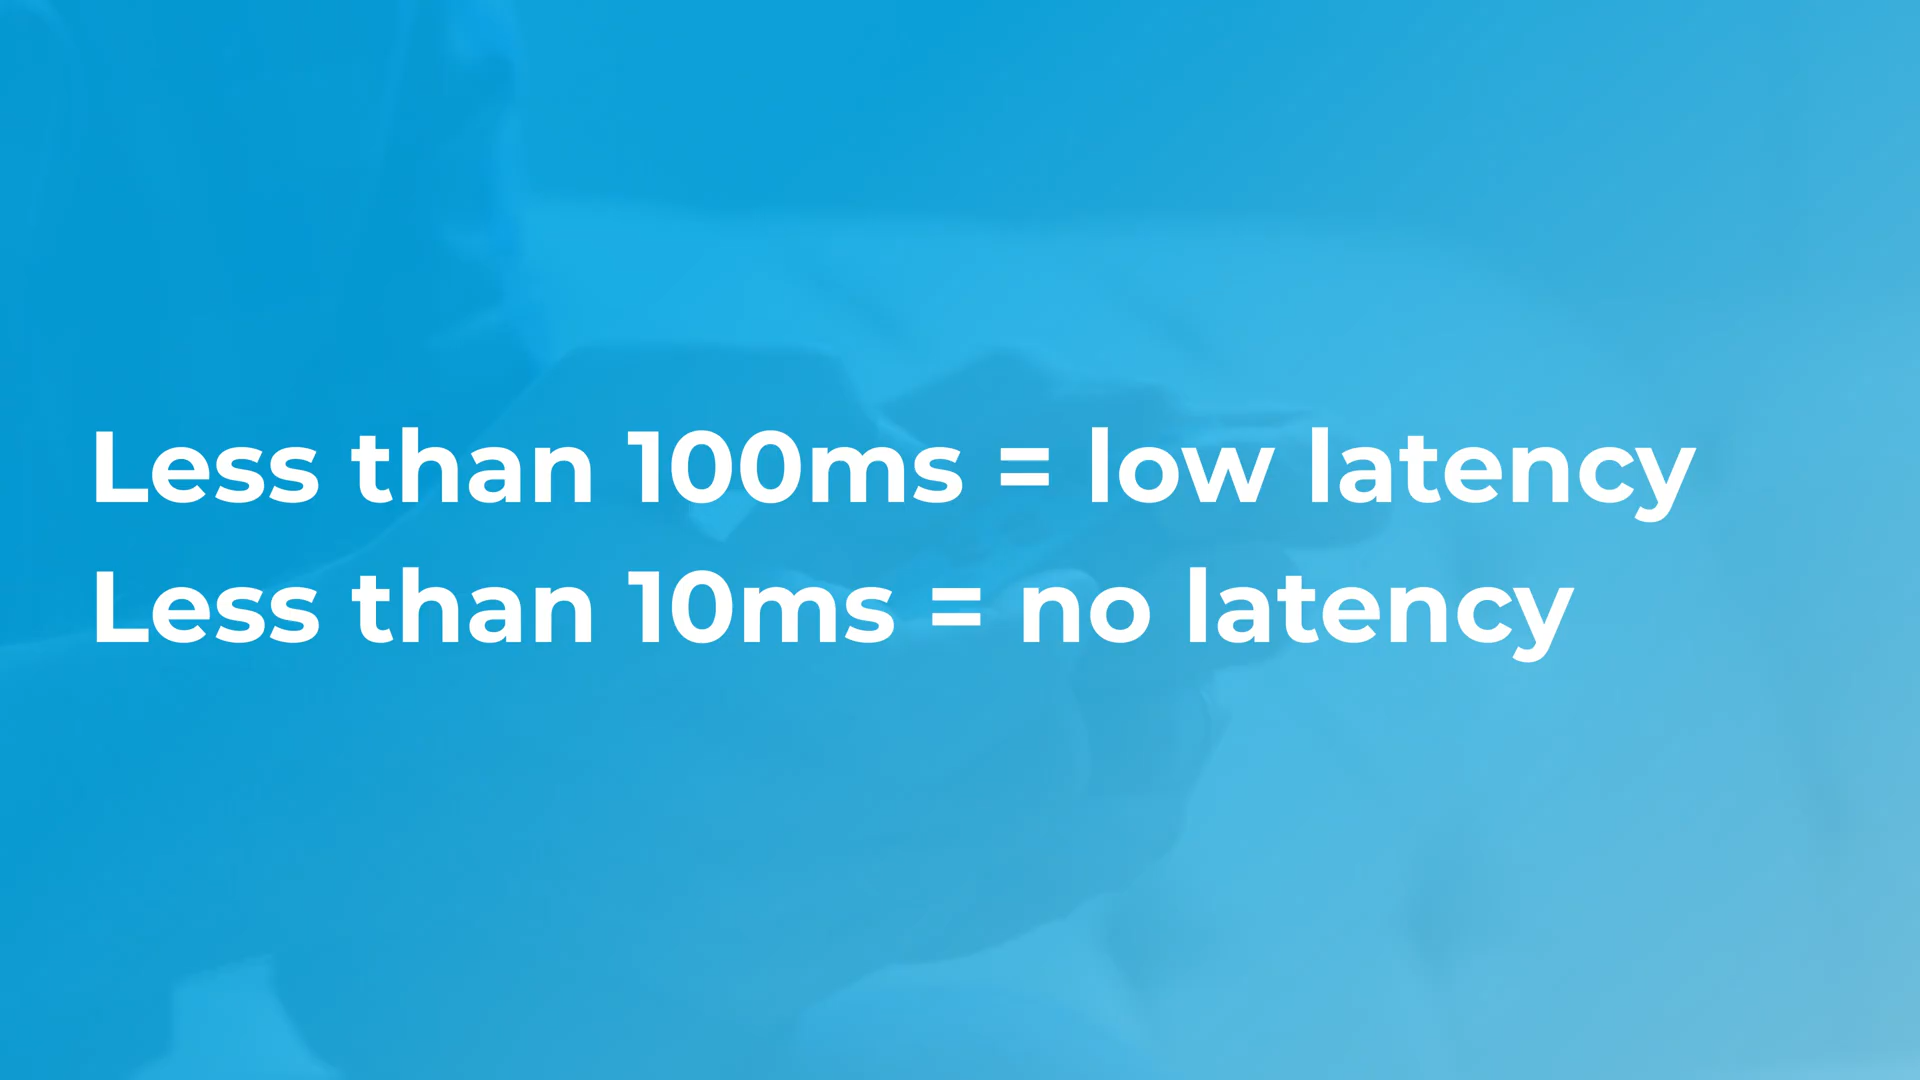 Less than 100ms = low latency
Less than 10ms = no latency